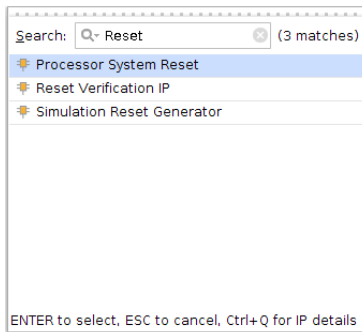 Search: Reset (3 matches)
Processor System Reset
Reset Verification IP
Simulation Reset Generator
ENTER to select, ESC to cancel, Ctrl+Q for IP details